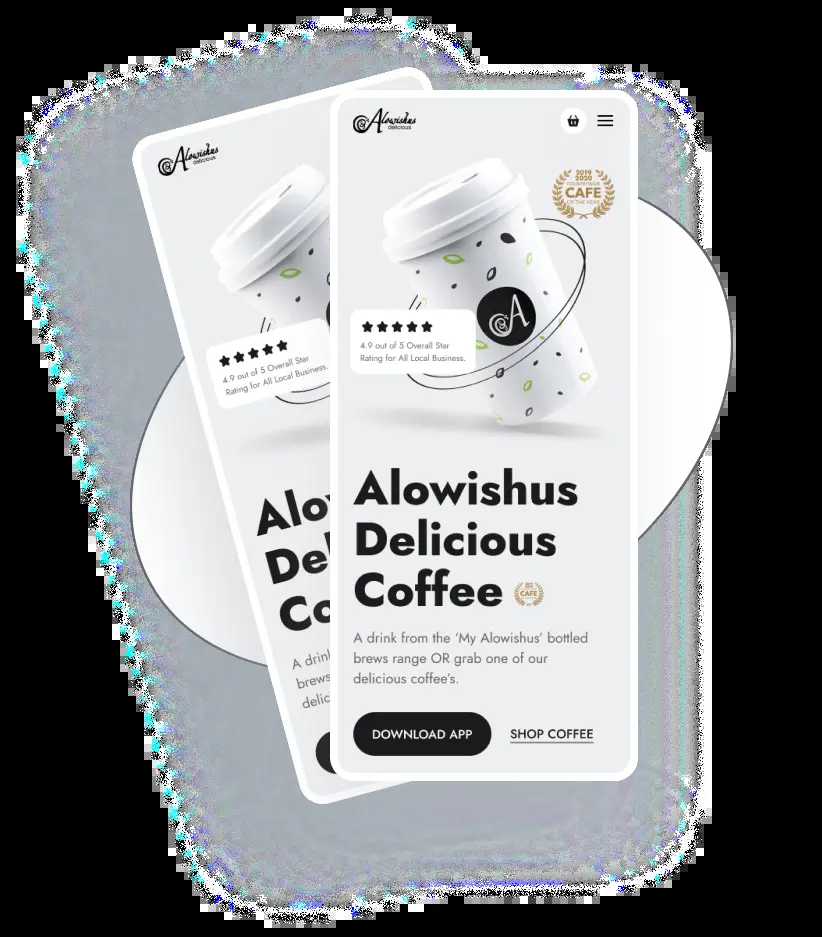 Alowishus
delicious
2019
2020
COUNTRYWIDE
CAFE
OF THE YEAR
A
4.9 out of 5 Overall Star
Rating for All Local Business.
Alowishus
Delicious
Coffee
CAFE
A drink from the ‘My Alowishus’ bottled
brews range OR grab one of our
delicious coffee’s.
DOWNLOAD APP
SHOP COFFEE
Alowishus
delicious
4.9 out of 5 Overall Star
Rating for All Local Business.
Alo
Del
Co
A drink
brews
delic